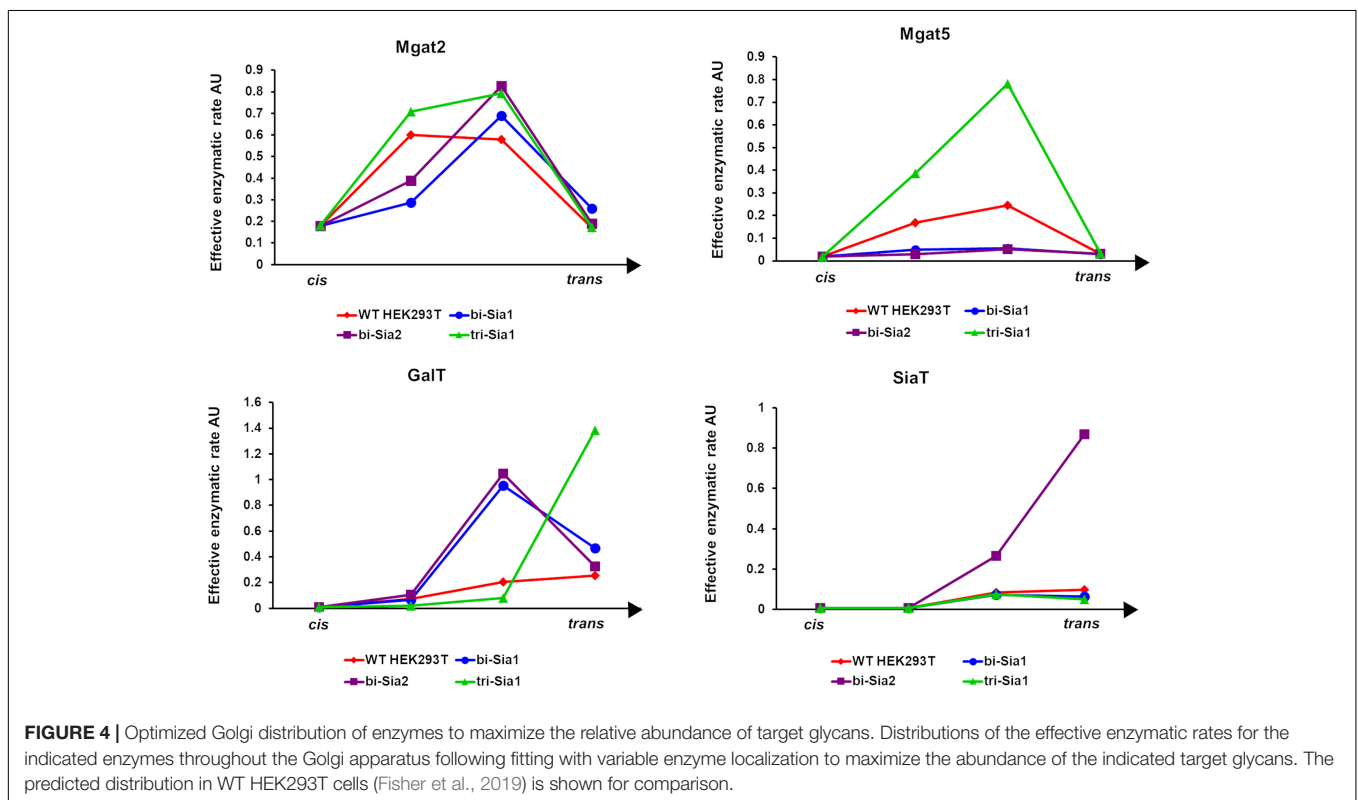 Mgat2
Effective enzymatic rate AU
0.9
0.8
0.7
0.6
0.5
0.4
0.3
0.2
0.1
0
cis
trans
WT HEK293T
bi-Sia1
bi-Sia2
tri-Sia1
Mgat5
Effective enzymatic rate AU
0.9
0.8
0.7
0.6
0.5
0.4
0.3
0.2
0.1
0
cis
trans
WT HEK293T
bi-Sia1
bi-Sia2
tri-Sia1
GalT
Effective enzymatic rate AU
1.6
1.4
1.2
1
0.8
0.6
0.4
0.2
0
cis
trans
WT HEK293T
bi-Sia1
bi-Sia2
tri-Sia1
SiaT
Effective enzymatic rate AU
1
0.8
0.6
0.4
0.2
0
cis
trans
WT HEK293T
bi-Sia1
bi-Sia2
tri-Sia1
FIGURE 4 | Optimized Golgi distribution of enzymes to maximize the relative abundance of target glycans. Distributions of the effective enzymatic rates for the
indicated enzymes throughout the Golgi apparatus following fitting with variable enzyme localization to maximize the abundance of the indicated target glycans. The
predicted distribution in WT HEK293T cells (Fisher et al., 2019) is shown for comparison.